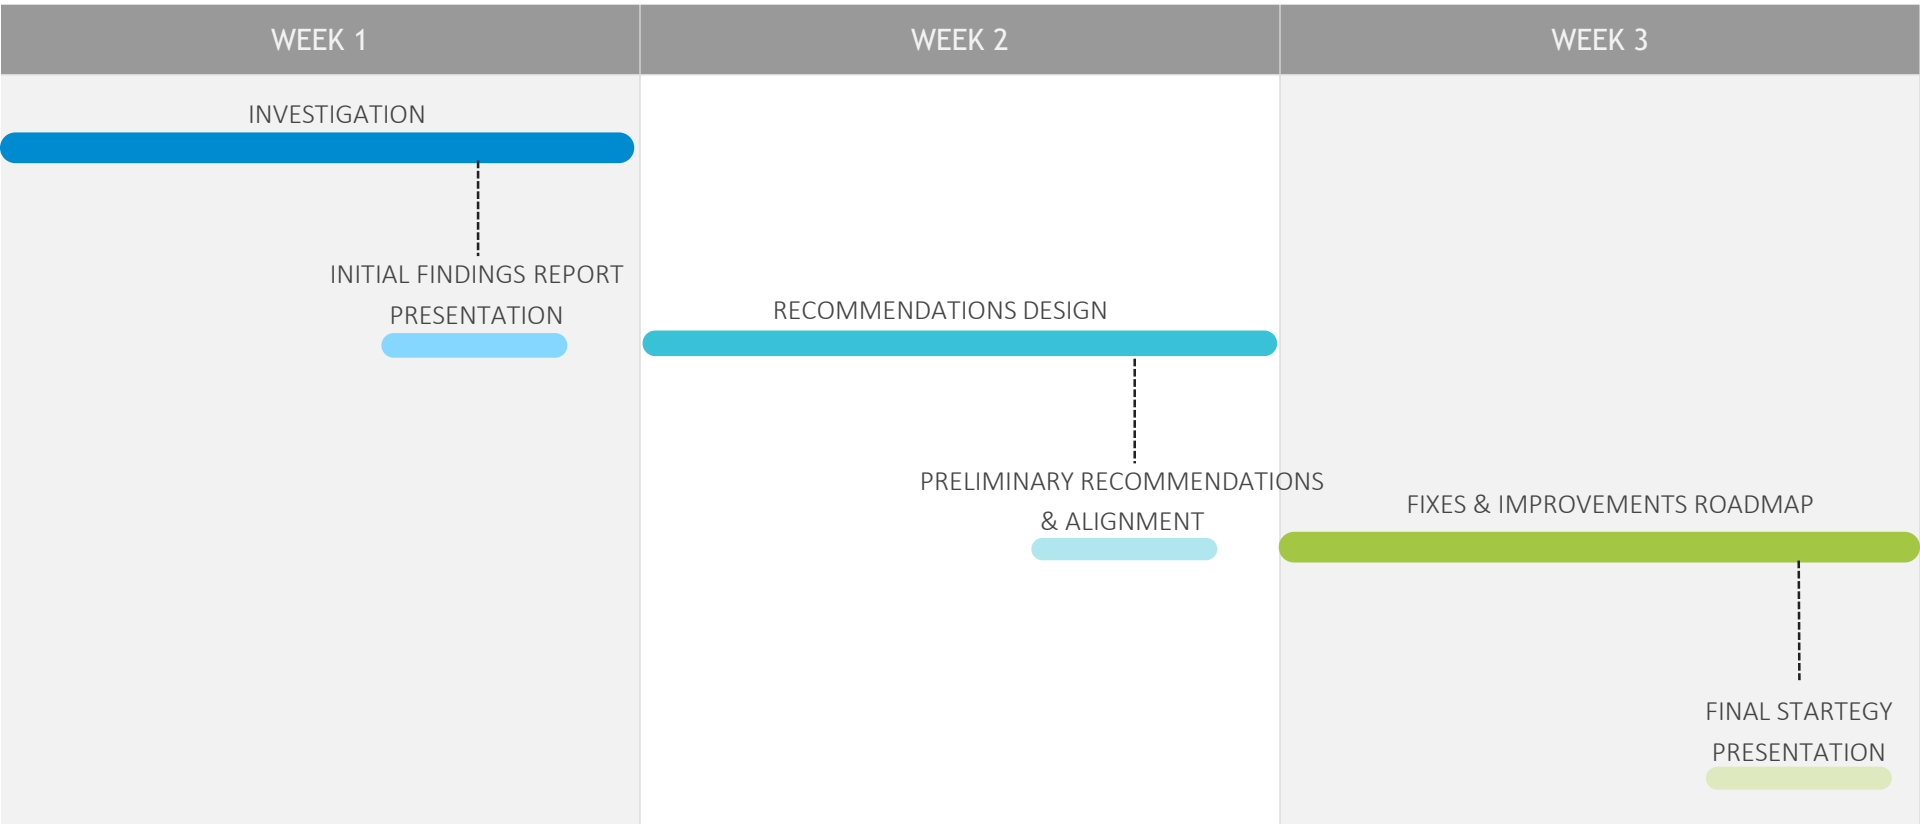 WEEK 1
WEEK 2
WEEK 3
INVESTIGATION
INITIAL FINDINGS REPORT
PRESENTATION
RECOMMENDATIONS DESIGN
PRELIMINARY RECOMMENDATIONS
& ALIGNMENT
FIXES & IMPROVEMENTS ROADMAP
FINAL STARTEGY
PRESENTATION